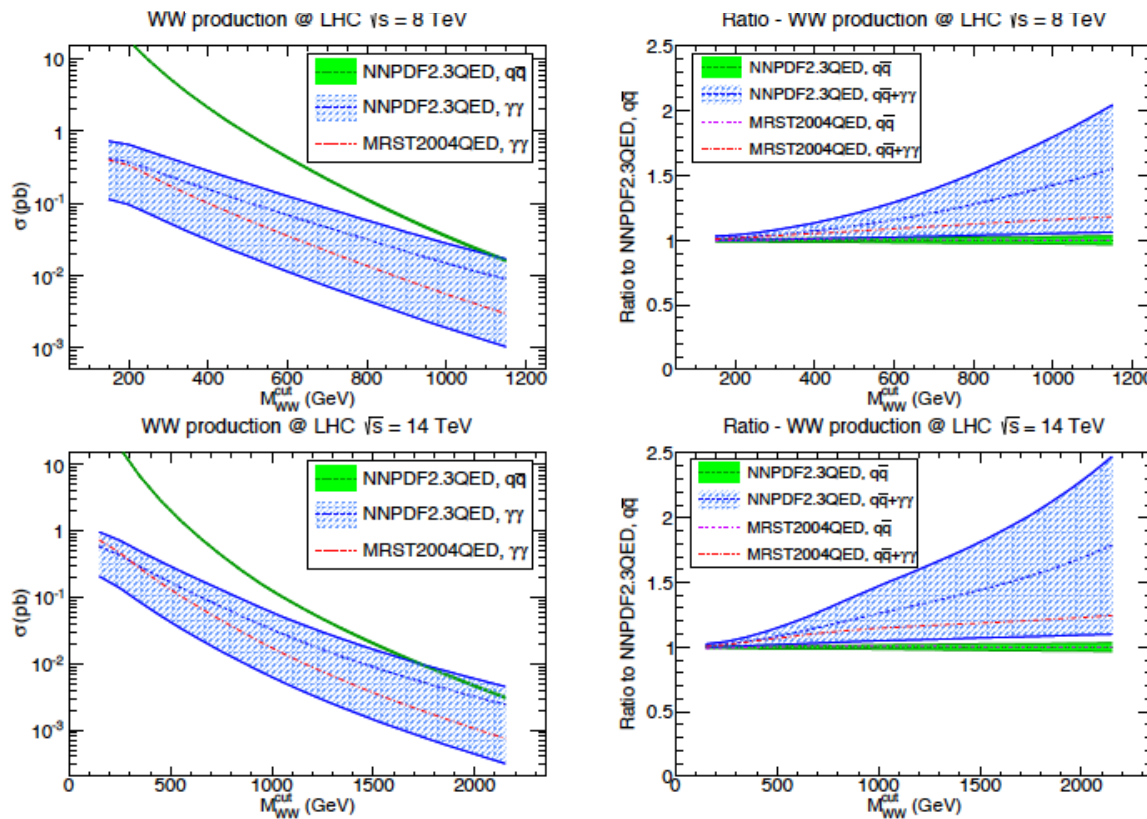 WW production @ LHC √s = 8 TeV
σ (pb)
10
1
10⁻¹
10⁻²
10⁻³
NNPDF2.3QED, qq̄
NNPDF2.3QED, γγ
MRST2004QED, γγ
200 400 600 800 1000 1200
M_WW^cut (GeV)
Ratio - WW production @ LHC √s = 8 TeV
Ratio to NNPDF2.3QED, qq̄
2.5
2
1.5
1
0.5
0
NNPDF2.3QED, qq̄
NNPDF2.3QED, qq̄+γγ
MRST2004QED, qq̄
MRST2004QED, qq̄+γγ
200 400 600 800 1000 1200
M_WW^cut (GeV)
WW production @ LHC √s = 14 TeV
σ (pb)
10
1
10⁻¹
10⁻²
10⁻³
NNPDF2.3QED, qq̄
NNPDF2.3QED, γγ
MRST2004QED, γγ
0 500 1000 1500 2000
M_WW^cut (GeV)
Ratio - WW production @ LHC √s = 14 TeV
Ratio to NNPDF2.3QED, qq̄
2.5
2
1.5
1
0.5
0
NNPDF2.3QED, qq̄
NNPDF2.3QED, qq̄+γγ
MRST2004QED, qq̄
MRST2004QED, qq̄+γγ
0 500 1000 1500 2000
M_WW^cut (GeV)